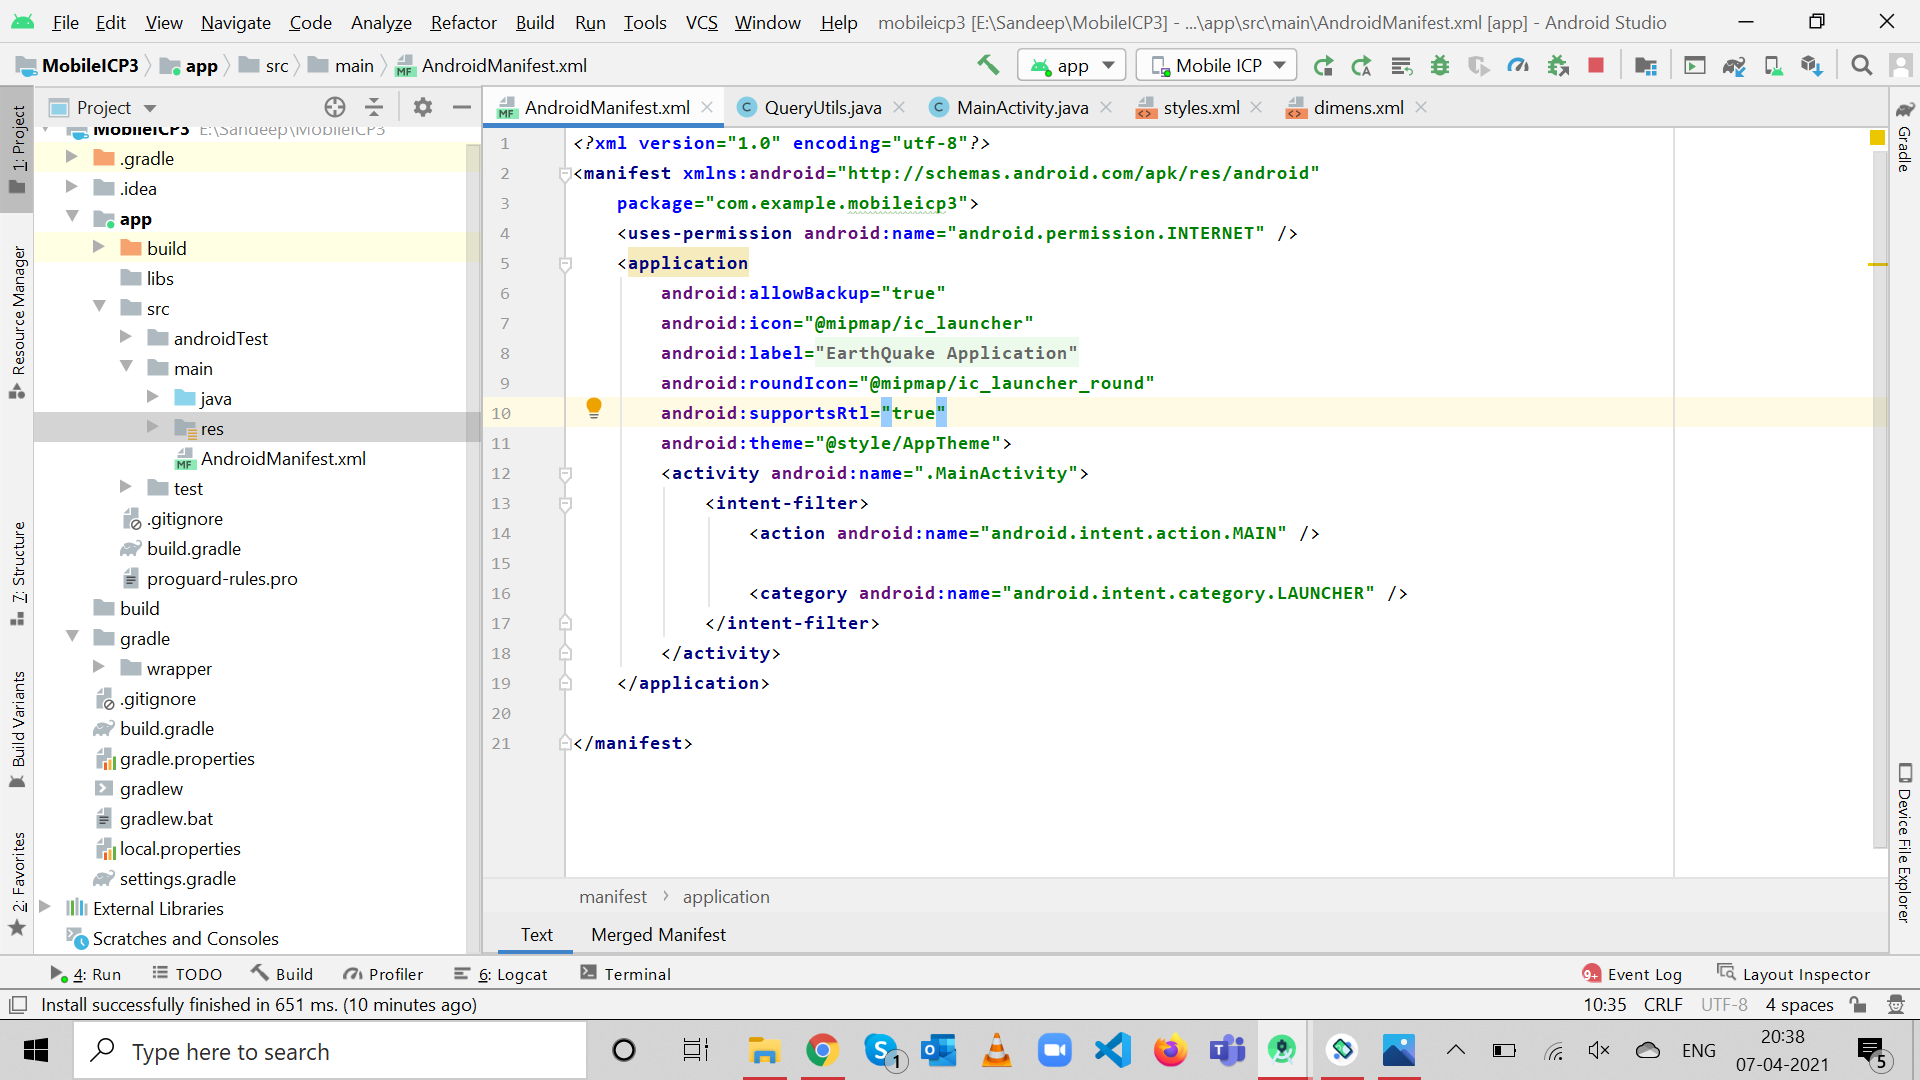 File Edit View Navigate Code Analyze Refactor Build Run Tools VCS Window Help mobileicp3 [E:\Sandeep\MobileICP3] - ...\app\src\main\AndroidManifest.xml [app] - Android Studio
MobileICP3 app src main AndroidManifest.xml app Mobile ICP
Project
AndroidManifest.xml QueryUtils.java MainActivity.java styles.xml dimens.xml
MobileICP3 E:\Sandeep\MobileICP3
.gradle
.idea
app
build
libs
src
androidTest
main
java
res
AndroidManifest.xml
test
.gitignore
build.gradle
proguard-rules.pro
build
gradle
wrapper
.gitignore
build.gradle
gradle.properties
gradlew
gradlew.bat
local.properties
settings.gradle
External Libraries
Scratches and Consoles
1: Project
Resource Manager
7: Structure
Build Variants
2: Favorites
1 <?xml version="1.0" encoding="utf-8"?>
2 <manifest xmlns:android="http://schemas.android.com/apk/res/android"
3 package="com.example.mobileicp3">
4 <uses-permission android:name="android.permission.INTERNET" />
5 <application
6 android:allowBackup="true"
7 android:icon="@mipmap/ic_launcher"
8 android:label="EarthQuake Application"
9 android:roundIcon="@mipmap/ic_launcher_round"
10 android:supportsRtl="true"
11 android:theme="@style/AppTheme">
12 <activity android:name=".MainActivity">
13 <intent-filter>
14 <action android:name="android.intent.action.MAIN" />
15
16 <category android:name="android.intent.category.LAUNCHER" />
17 </intent-filter>
18 </activity>
19 </application>
20
21 </manifest>
Gradle
Device File Explorer
manifest › application
Text Merged Manifest
4: Run TODO Build Profiler 6: Logcat Terminal 9+ Event Log Layout Inspector
Install successfully finished in 651 ms. (10 minutes ago) 10:35 CRLF UTF-8 4 spaces
Type here to search 1 ENG 20:38 5
07-04-2021